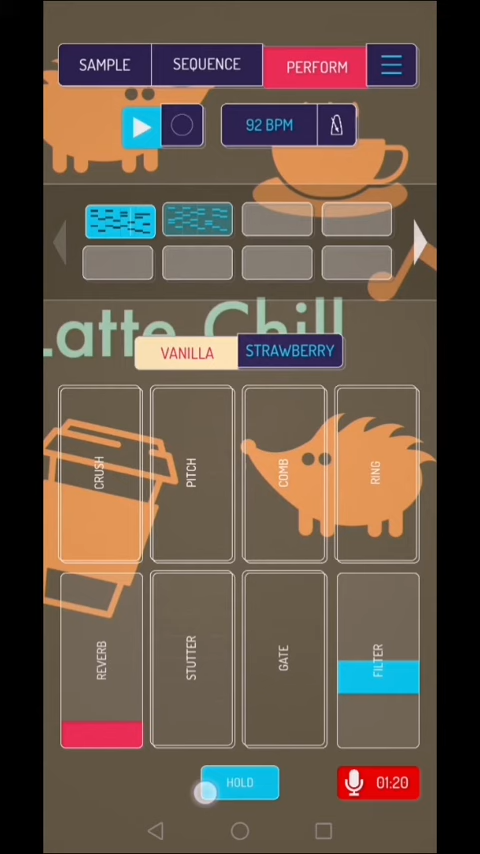 SAMPLE SEQUENCE PERFORM
92 BPM
Latte Chill
VANILLA STRAWBERRY
CRUSH PITCH COMB RING
REVERB STUTTER GATE FILTER
HOLD 01:20